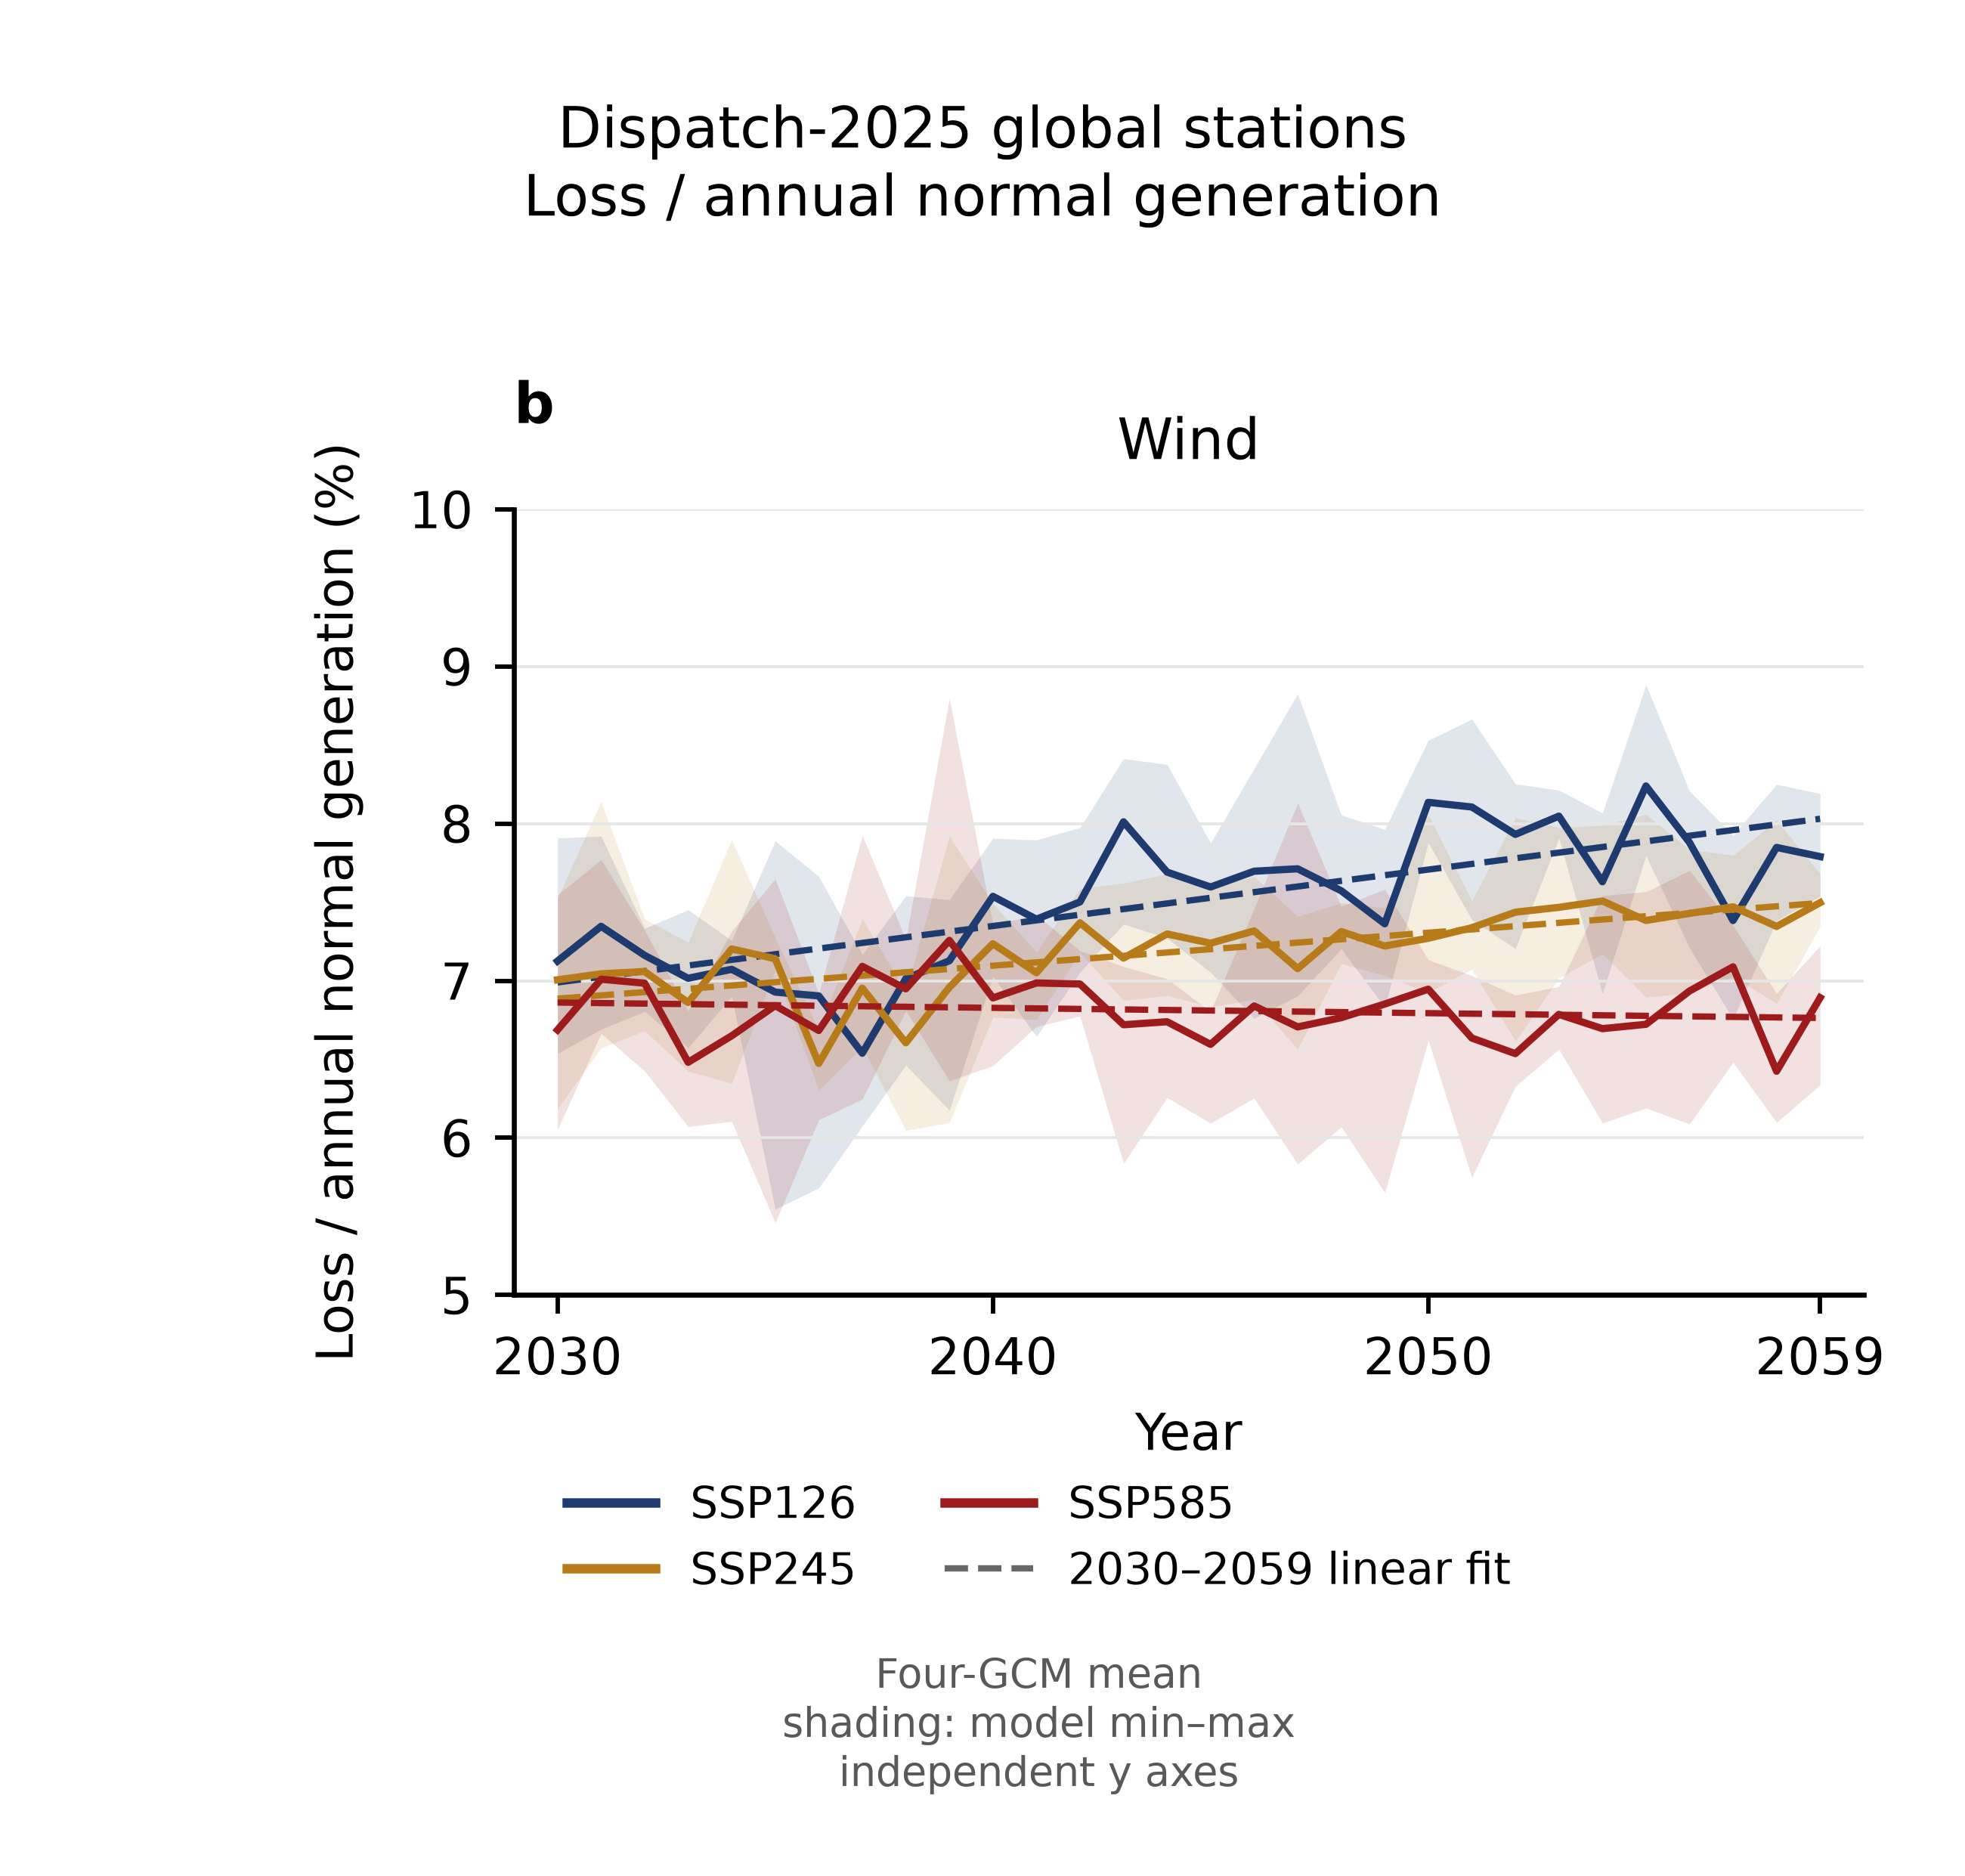 Dispatch-2025 global stations
Loss / annual normal generation
b
Wind
Loss / annual normal generation (%)
10
9
8
7
6
5
2030 2040 2050 2059
Year
SSP126 SSP585
SSP245 2030–2059 linear fit
Four-GCM mean
shading: model min–max
independent y axes